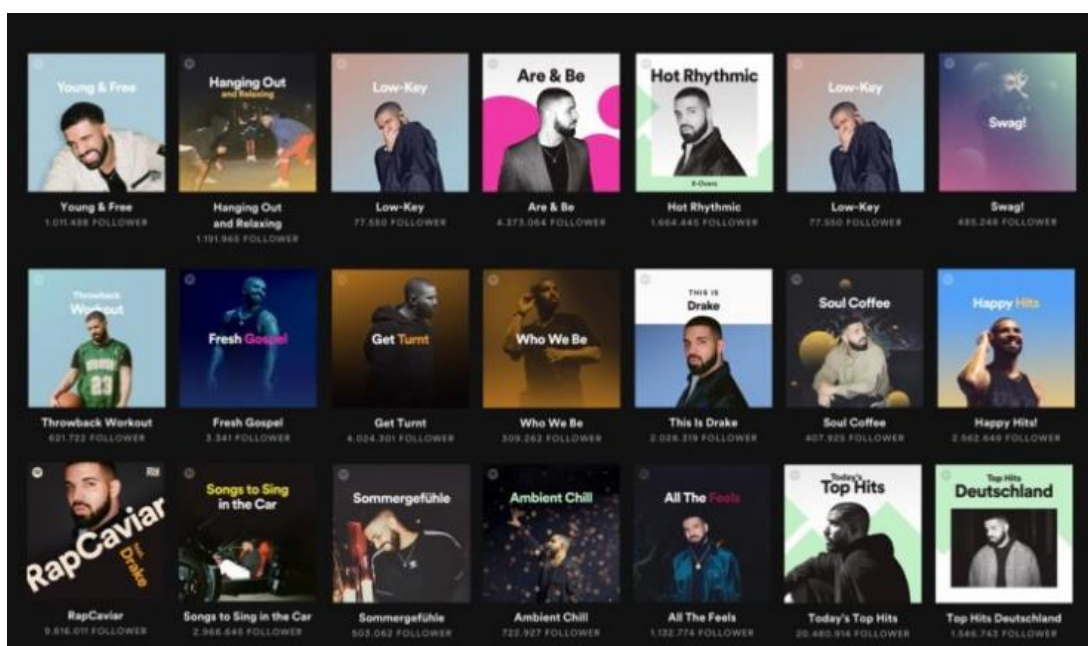 Young & Free
Hanging Out
and Relaxing
Low-Key
Are & Be
Hot Rhythmic
X-Overs
Low-Key
Swag!
Young & Free
1.011.488 FOLLOWER
Hanging Out
and Relaxing
1.191.965 FOLLOWER
Low-Key
77.550 FOLLOWER
Are & Be
4.373.064 FOLLOWER
Hot Rhythmic
1.664.445 FOLLOWER
Low-Key
77.550 FOLLOWER
Swag!
485.248 FOLLOWER
Throwback
Workout
23
Fresh Gospel
Get Turnt
Who We Be
THIS IS
Drake
Soul Coffee
Happy Hits
Throwback Workout
621.722 FOLLOWER
Fresh Gospel
3.341 FOLLOWER
Get Turnt
4.024.301 FOLLOWER
Who We Be
309.262 FOLLOWER
This Is Drake
2.026.319 FOLLOWER
Soul Coffee
407.925 FOLLOWER
Happy Hits!
2.562.649 FOLLOWER
RapCaviar
Drake
Songs to Sing
in the Car
Sommergefühle
Ambient Chill
All The Feels
Today's
Top Hits
Top Hits
Deutschland
RapCaviar
9.816.011 FOLLOWER
Songs to Sing in the Car
2.966.646 FOLLOWER
Sommergefühle
503.062 FOLLOWER
Ambient Chill
722.927 FOLLOWER
All The Feels
1.132.774 FOLLOWER
Today's Top Hits
20.480.914 FOLLOWER
Top Hits Deutschland
1.546.743 FOLLOWER